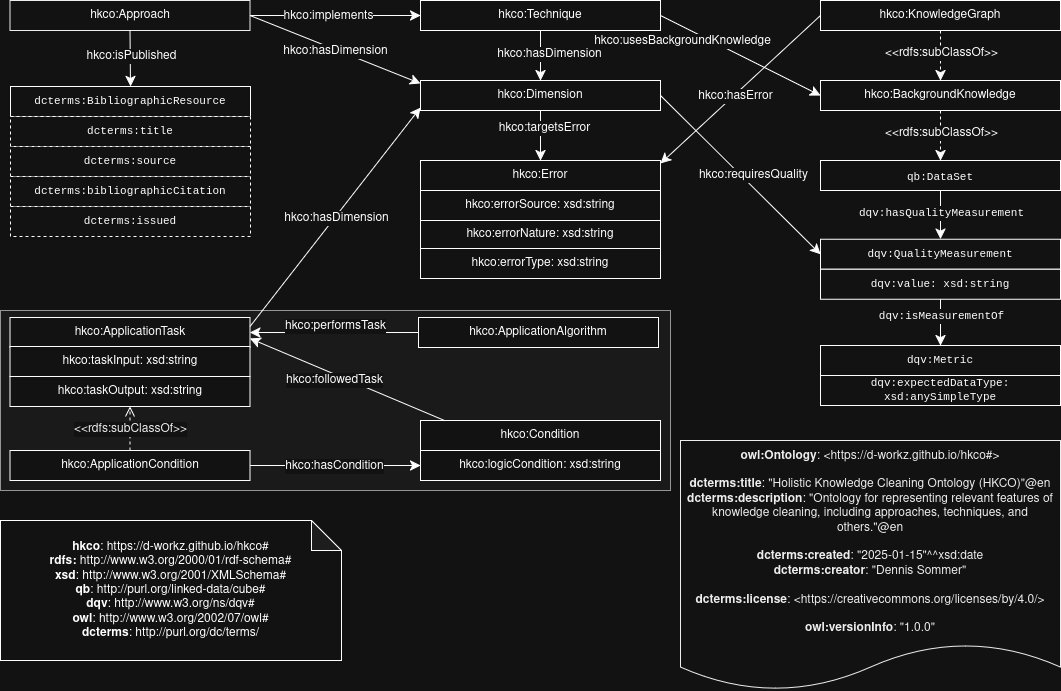 hkco:Approach
hkco:implements
hkco:Technique
hkco:KnowledgeGraph
hkco:isPublished
hkco:hasDimension
hkco:hasDimension
hkco:usesBackgroundKnowledge
<<rdfs:subClassOf>>
dcterms:BibliographicResource
dcterms:title
dcterms:source
dcterms:bibliographicCitation
dcterms:issued
hkco:Dimension
hkco:hasError
hkco:BackgroundKnowledge
hkco:targetsError
<<rdfs:subClassOf>>
hkco:Error
hkco:errorSource: xsd:string
hkco:errorNature: xsd:string
hkco:errorType: xsd:string
hkco:requiresQuality
qb:DataSet
dqv:hasQualityMeasurement
hkco:hasDimension
dqv:QualityMeasurement
dqv:value: xsd:string
dqv:isMeasurementOf
dqv:Metric
dqv:expectedDataType:
xsd:anySimpleType
hkco:ApplicationTask
hkco:taskInput: xsd:string
hkco:taskOutput: xsd:string
hkco:performsTask
hkco:ApplicationAlgorithm
hkco:followedTask
<<rdfs:subClassOf>>
hkco:ApplicationCondition
hkco:hasCondition
hkco:Condition
hkco:logicCondition: xsd:string
hkco: https://d-workz.github.io/hkco#
rdfs: http://www.w3.org/2000/01/rdf-schema#
xsd: http://www.w3.org/2001/XMLSchema#
qb: http://purl.org/linked-data/cube#
dqv: http://www.w3.org/ns/dqv#
owl: http://www.w3.org/2002/07/owl#
dcterms: http://purl.org/dc/terms/
owl:Ontology: <https://d-workz.github.io/hkco#>
dcterms:title: "Holistic Knowledge Cleaning Ontology (HKCO)"@en
dcterms:description: "Ontology for representing relevant features of
knowledge cleaning, including approaches, techniques, and
others."@en
dcterms:created: "2025-01-15"^^xsd:date
dcterms:creator: "Dennis Sommer"
dcterms:license: <https://creativecommons.org/licenses/by/4.0/>
owl:versionInfo: "1.0.0"